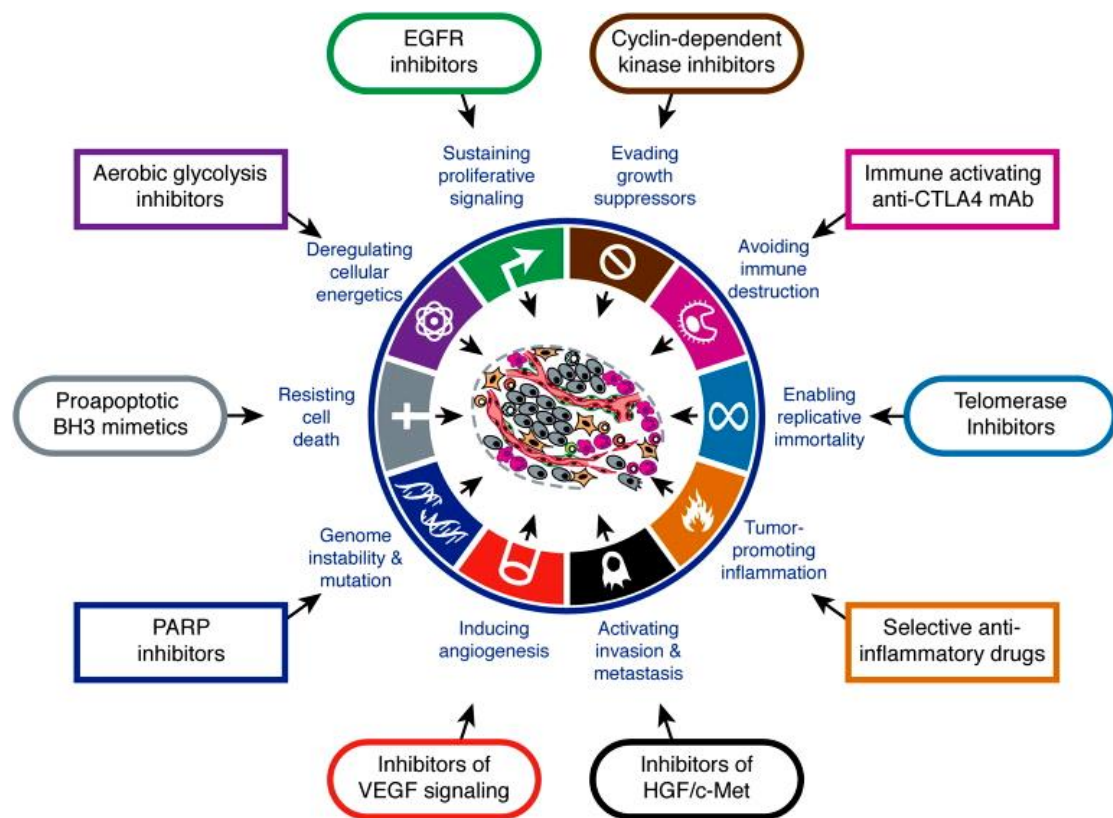 EGFR
inhibitors
Cyclin-dependent
kinase inhibitors
Sustaining
proliferative
signaling
Evading
growth
suppressors
Aerobic glycolysis
inhibitors
Immune activating
anti-CTLA4 mAb
Deregulating
cellular
energetics
Avoiding
immune
destruction
Proapoptotic
BH3 mimetics
Resisting
cell
death
Enabling
replicative
immortality
Telomerase
Inhibitors
Genome
instability &
mutation
Tumor-
promoting
inflammation
PARP
inhibitors
Inducing
angiogenesis
Activating
invasion &
metastasis
Selective anti-
inflammatory drugs
Inhibitors of
VEGF signaling
Inhibitors of
HGF/c-Met